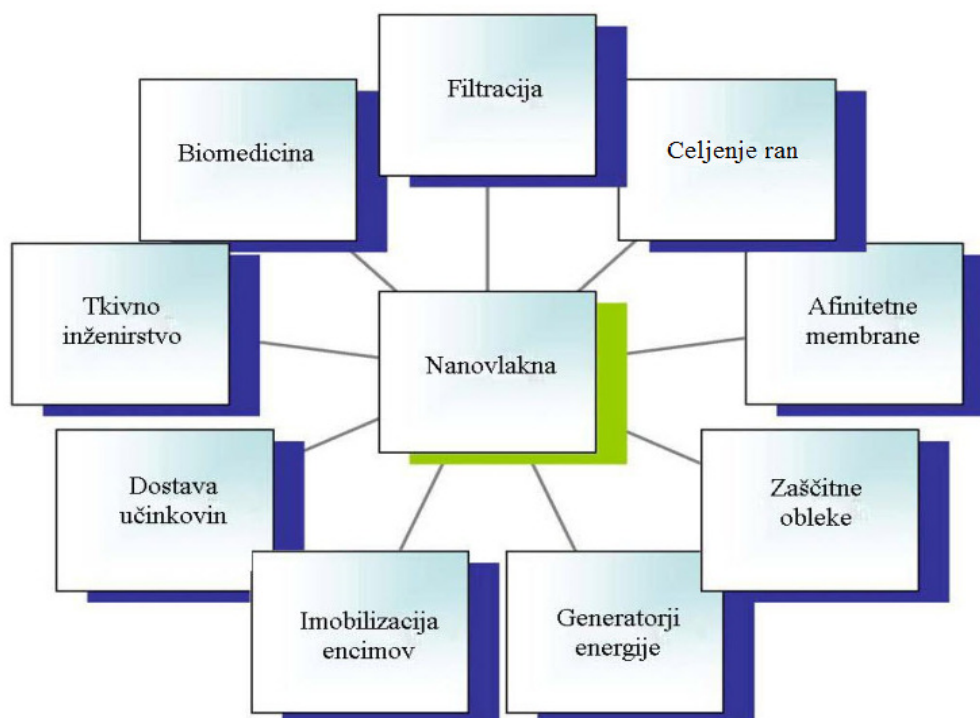 Filtracija
Biomedicina
Celjenje ran
Tkivno
inženirstvo
Afinitetne
membrane
Nanovlakna
Dostava
učinkovin
Zaščitne
obleke
Imobilizacija
encimov
Generatorji
energije